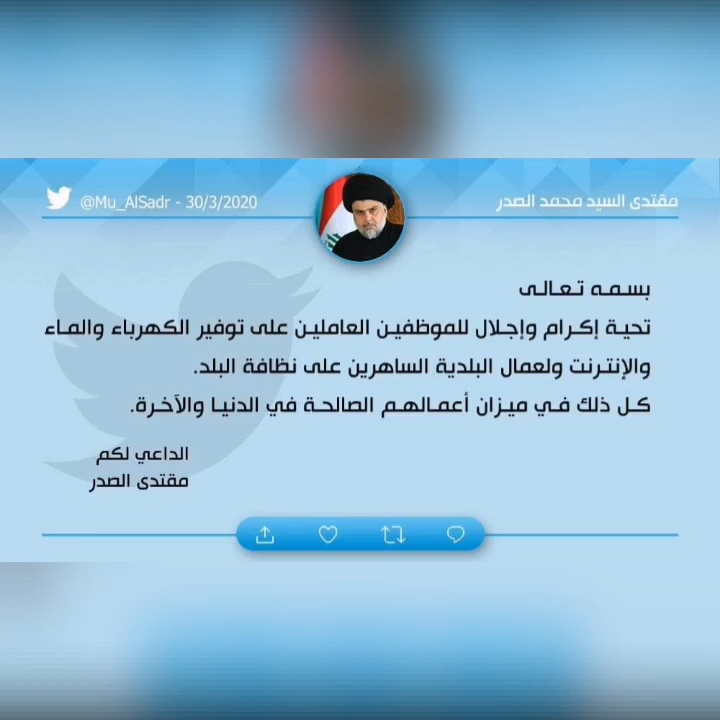 @Mu_AlSadr - 30/3/2020
مقتدى السيد محمد الصدر
بسمه تعالى
تحية إكرام وإجلال للموظفين العاملين على توفير الكهرباء والماء
والإنترنت ولعمال البلدية الساهرين على نظافة البلد.
كل ذلك في ميزان أعمالهم الصالحة في الدنيا والآخرة.
الداعي لكم
مقتدى الصدر